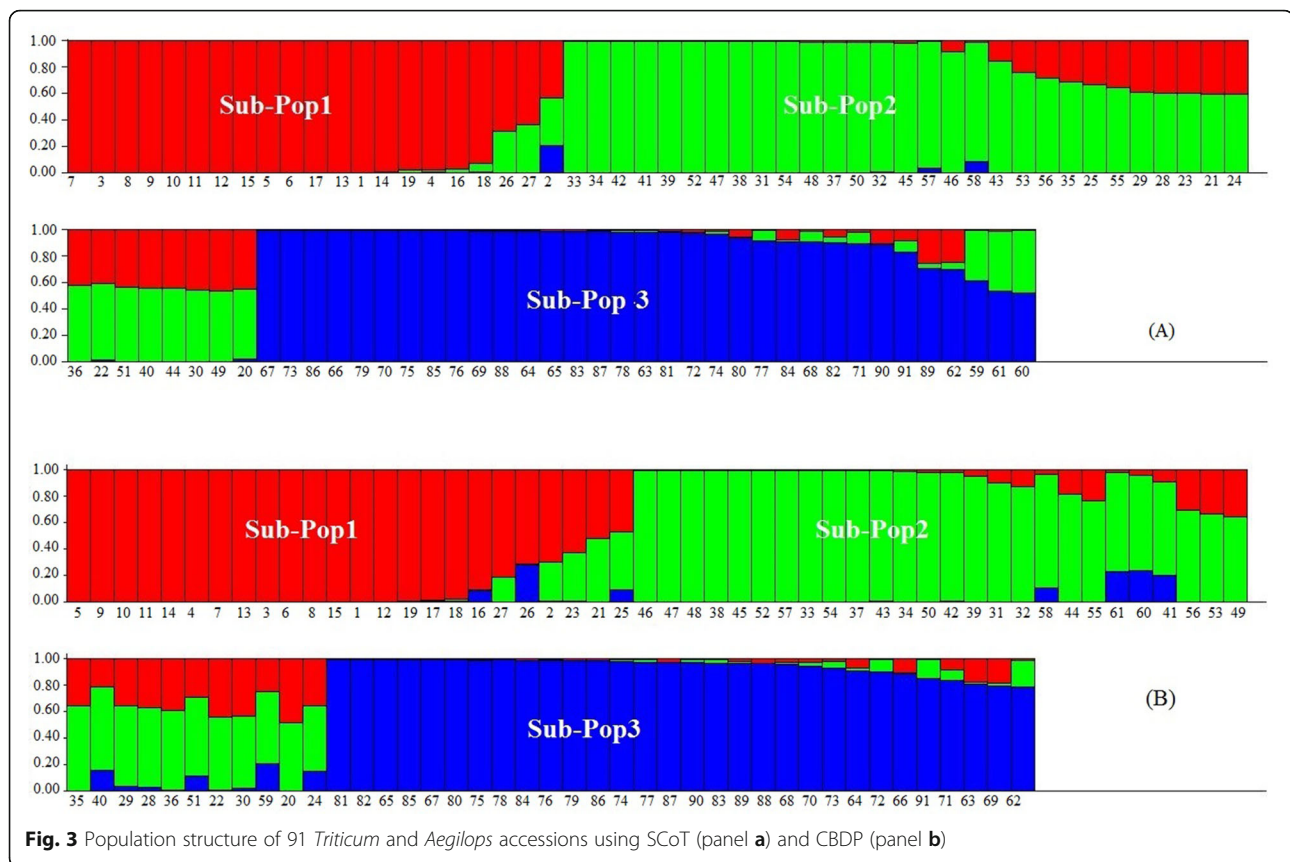 1.00
0.80
0.60
0.40
0.20
0.00
Sub-Pop1 Sub-Pop2
7 3 8 9 10 11 12 15 5 6 17 13 1 14 19 4 16 18 26 27 2 33 34 42 41 39 52 47 38 31 54 48 37 50 32 45 57 46 58 43 53 56 35 25 55 29 28 23 21 24
1.00
0.80
0.60
0.40
0.20
0.00
Sub-Pop 3
(A)
36 22 51 40 44 30 49 20 67 73 86 66 79 70 75 85 76 69 88 64 65 83 87 78 63 81 72 74 80 77 84 68 82 71 90 91 89 62 59 61 60
1.00
0.80
0.60
0.40
0.20
0.00
Sub-Pop1 Sub-Pop2
5 9 10 11 14 4 7 13 3 6 8 15 1 12 19 17 18 16 27 26 2 23 21 25 46 47 48 38 45 52 57 33 54 37 43 34 50 42 39 31 32 58 44 55 61 60 41 56 53 49
1.00
0.80
0.60
0.40
0.20
0.00
Sub-Pop3
(B)
35 40 29 28 36 51 22 30 59 20 24 81 82 65 85 67 80 75 78 84 76 79 86 74 77 87 90 83 89 88 68 70 73 64 72 66 91 71 63 69 62
Fig. 3 Population structure of 91 Triticum and Aegilops accessions using SCoT (panel a) and CBDP (panel b)